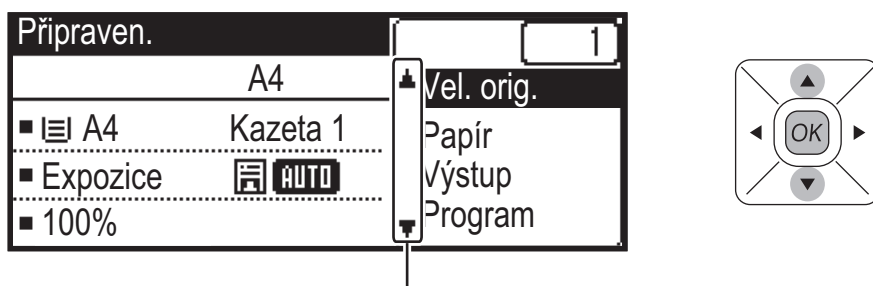 Připraven.
1
A4
Vel. orig.
A4 Kazeta 1
Papír
Expozice AUTO
Výstup
100%
Program
OK